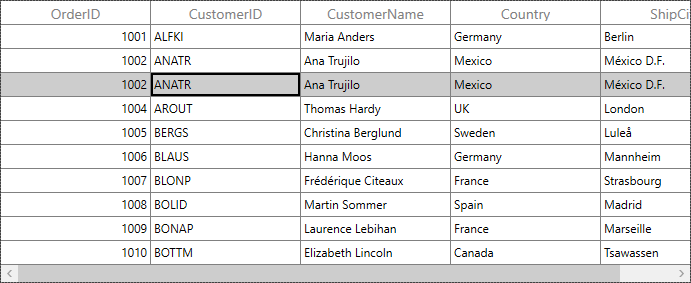 OrderID CustomerID CustomerName Country ShipCi
1001 ALFKI Maria Anders Germany Berlin
1002 ANATR Ana Trujilo Mexico México D.F.
1002 ANATR Ana Trujilo Mexico México D.F.
1004 AROUT Thomas Hardy UK London
1005 BERGS Christina Berglund Sweden Luleå
1006 BLAUS Hanna Moos Germany Mannheim
1007 BLONP Frédérique Citeaux France Strasbourg
1008 BOLID Martin Sommer Spain Madrid
1009 BONAP Laurence Lebihan France Marseille
1010 BOTTM Elizabeth Lincoln Canada Tsawassen